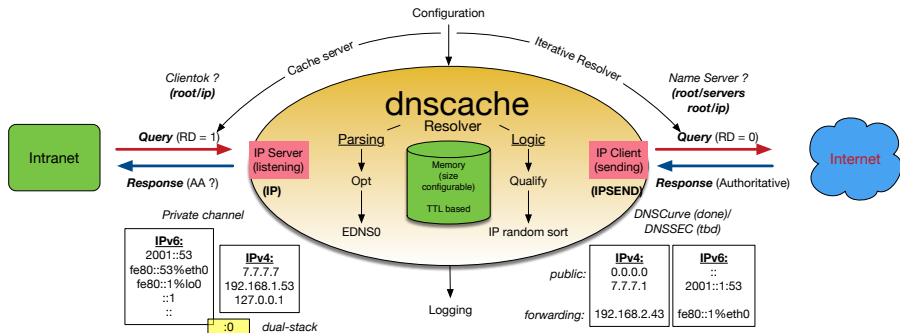 Configuration
Cache server
Iterative Resolver
Clientok ?
(root/ip)
Name Server ?
(root/servers
root/ip)
dnscache
Resolver
Intranet
Query (RD = 1)
Response (AA ?)
IP Server
(listening)
(IP)
Parsing
Opt
EDNS0
Memory
(size
configurable)
TTL based
Logic
Qualify
IP random sort
IP Client
(sending)
(IPSEND)
Query (RD = 0)
Response (Authoritative)
Internet
Private channel
IPv6:
2001::53
fe80::53%eth0
fe80::1%lo0
::1
::
IPv4:
7.7.7.7
192.168.1.53
127.0.0.1
:0
dual-stack
Logging
DNSCurve (done)/
DNSSEC (tbd)
public:
forwarding:
IPv4:
0.0.0.0
7.7.7.1
192.168.2.43
IPv6:
::
2001::1:53
fe80::1%eth0